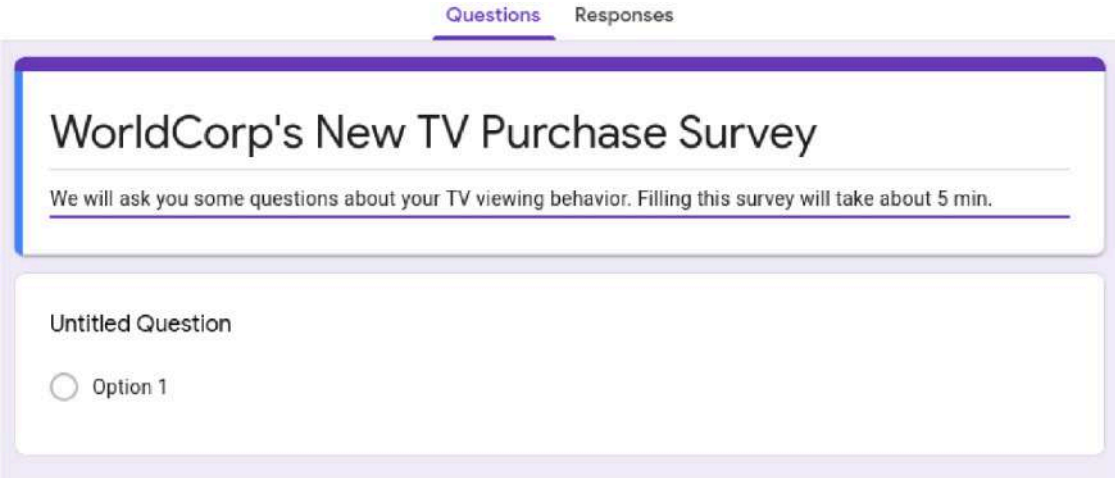 Questions Responses
WorldCorp's New TV Purchase Survey
We will ask you some questions about your TV viewing behavior. Filling this survey will take about 5 min.
Untitled Question
Option 1